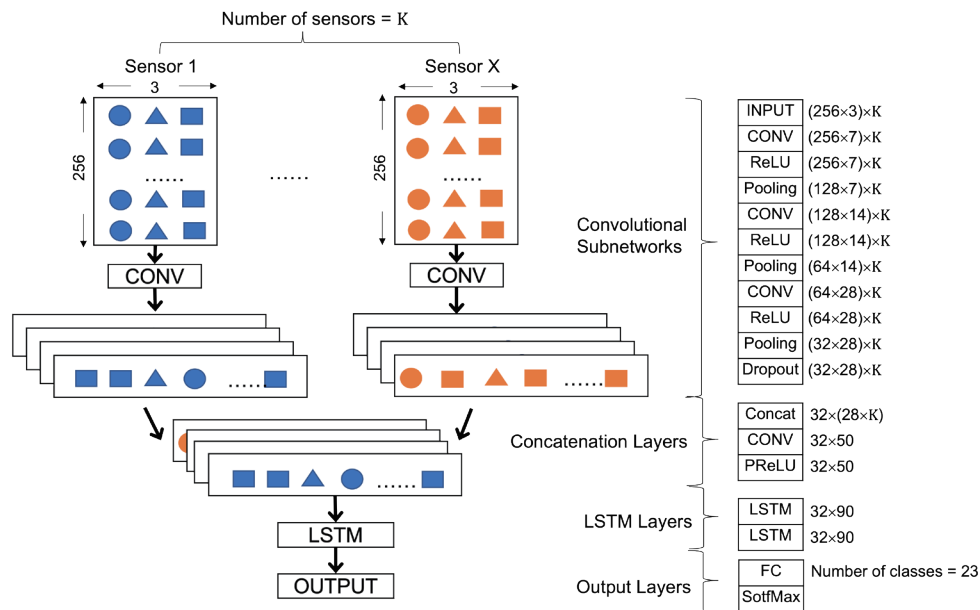 Number of sensors = K
Sensor 1
Sensor X
3
3
256
......
......
256
......
CONV
CONV
......
......
......
LSTM
OUTPUT
Convolutional
Subnetworks
INPUT (256×3)×K
CONV (256×7)×K
ReLU (256×7)×K
Pooling (128×7)×K
CONV (128×14)×K
ReLU (128×14)×K
Pooling (64×14)×K
CONV (64×28)×K
ReLU (64×28)×K
Pooling (32×28)×K
Dropout (32×28)×K
Concatenation Layers
Concat 32×(28×K)
CONV 32×50
PReLU 32×50
LSTM Layers
LSTM 32×90
LSTM 32×90
Output Layers
FC Number of classes = 23
SotfMax